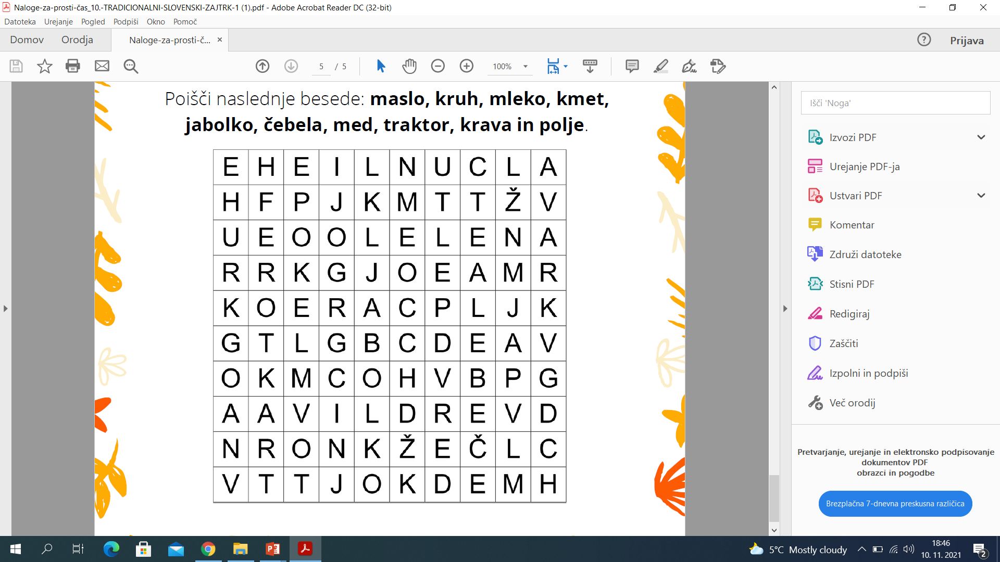 Naloge-za-prosti-čas_10.-TRADICIONALNI-SLOVENSKI-ZAJTRK-1 (1).pdf - Adobe Acrobat Reader DC (32-bit)
Datoteka Urejanje Pogled Podpiši Okno Pomoč
Domov Orodja Naloge-za-prosti-č... × ? Prijava
5 / 5 100%
Poišči naslednje besede: maslo, kruh, mleko, kmet,
jabolko, čebela, med, traktor, krava in polje.
E H E I L N U C L A
H F P J K M T T Ž V
U E O O L E L E N A
R R K G J O E A M R
K O E R A C P L J K
G T L G B C D E A V
O K M C O H V B P G
A A V I L D R E V D
N R O N K Ž E Č L C
V T T J O K D E M H
Išči 'Noga'
Izvozi PDF
Urejanje PDF-ja
Ustvari PDF
Komentar
Združi datoteke
Stisni PDF
Redigiraj
Zaščiti
Izpolni in podpiši
Več orodij
Pretvarjanje, urejanje in elektronsko podpisovanje
dokumentov PDF
obrazci in pogodbe
Brezplačna 7-dnevna preskusna različica
5°C Mostly cloudy
18:46
10. 11. 2021
2